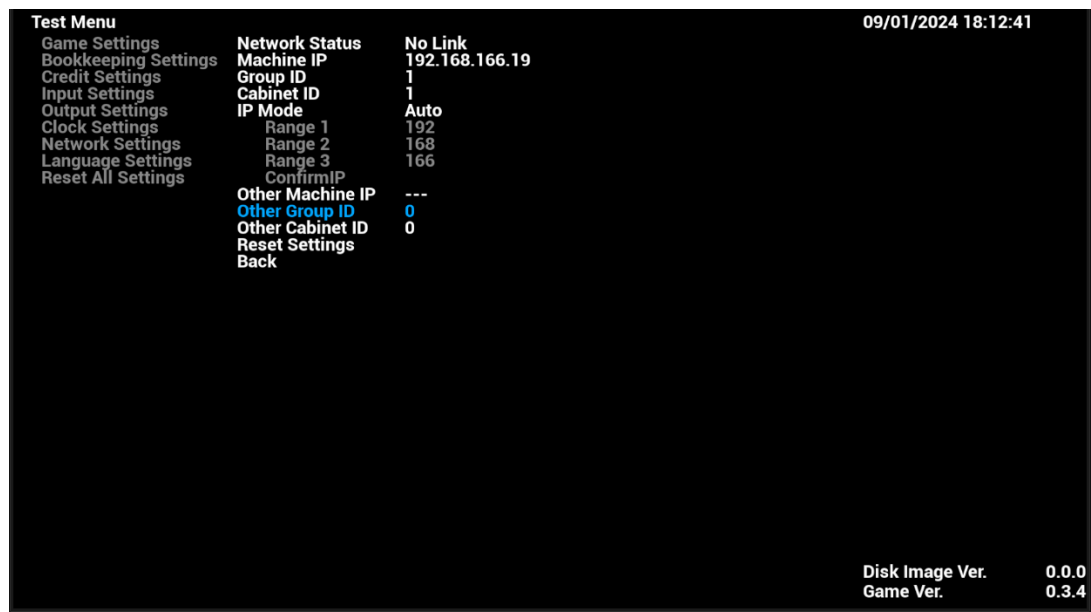 Test Menu 09/01/2024 18:12:41
Game Settings
Bookkeeping Settings
Credit Settings
Input Settings
Output Settings
Clock Settings
Network Settings
Language Settings
Reset All Settings
Network Status No Link
Machine IP 192.168.166.19
Group ID 1
Cabinet ID 1
IP Mode Auto
Range 1 192
Range 2 168
Range 3 166
ConfirmIP
Other Machine IP ---
Other Group ID 0
Other Cabinet ID 0
Reset Settings
Back
Disk Image Ver. 0.0.0
Game Ver. 0.3.4